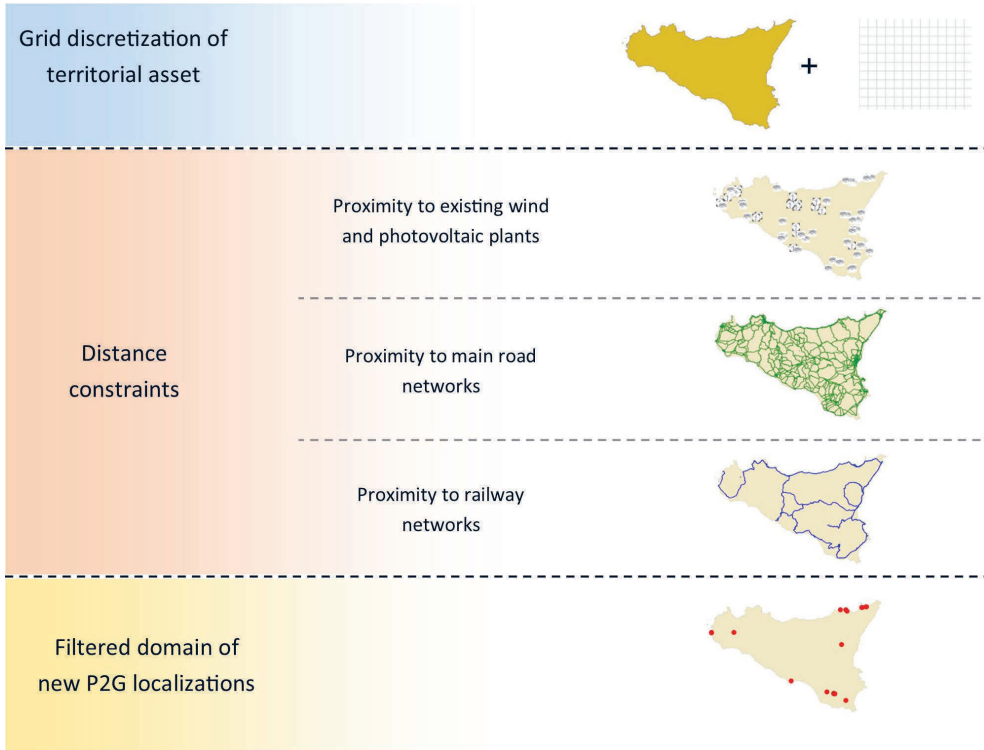 Grid discretization of
territorial asset
+
Proximity to existing wind
and photovoltaic plants
Distance
constraints
Proximity to main road
networks
Proximity to railway
networks
Filtered domain of
new P2G localizations